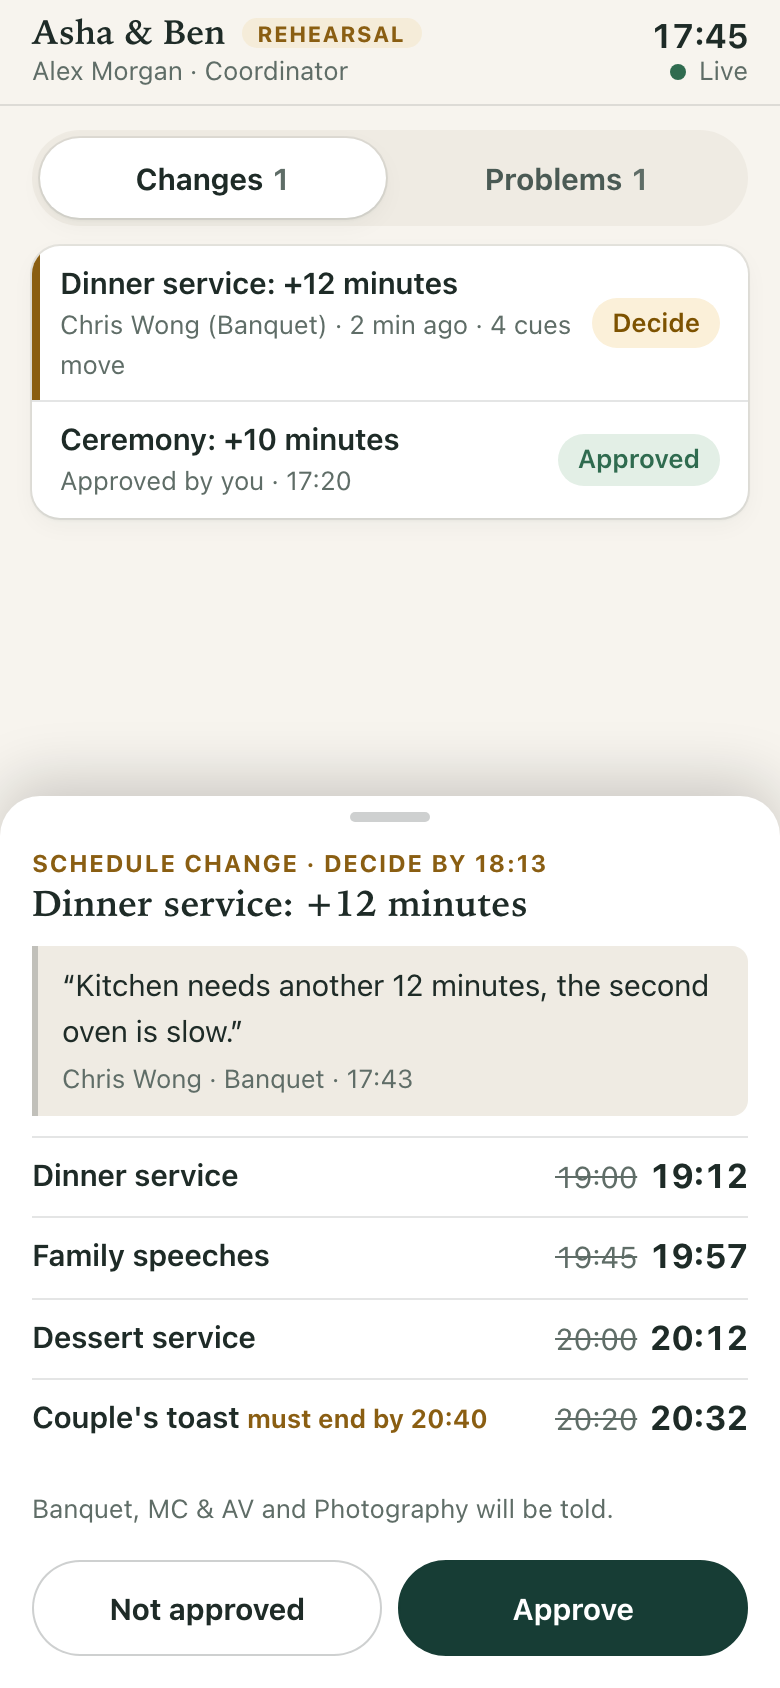 Asha & Ben REHEARSAL 17:45
Alex Morgan · Coordinator Live
Changes 1 Problems 1
Dinner service: +12 minutes
Chris Wong (Banquet) · 2 min ago · 4 cues
move
Decide
Ceremony: +10 minutes
Approved by you · 17:20
Approved
SCHEDULE CHANGE · DECIDE BY 18:13
Dinner service: +12 minutes
“Kitchen needs another 12 minutes, the second
oven is slow.”
Chris Wong · Banquet · 17:43
Dinner service 19:00 19:12
Family speeches 19:45 19:57
Dessert service 20:00 20:12
Couple's toast must end by 20:40 20:20 20:32
Banquet, MC & AV and Photography will be told.
Not approved Approve